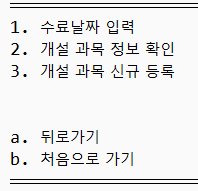 1. 수료날짜 입력
2. 개설 과목 정보 확인
3. 개설 과목 신규 등록
a. 뒤로가기
b. 처음으로 가기